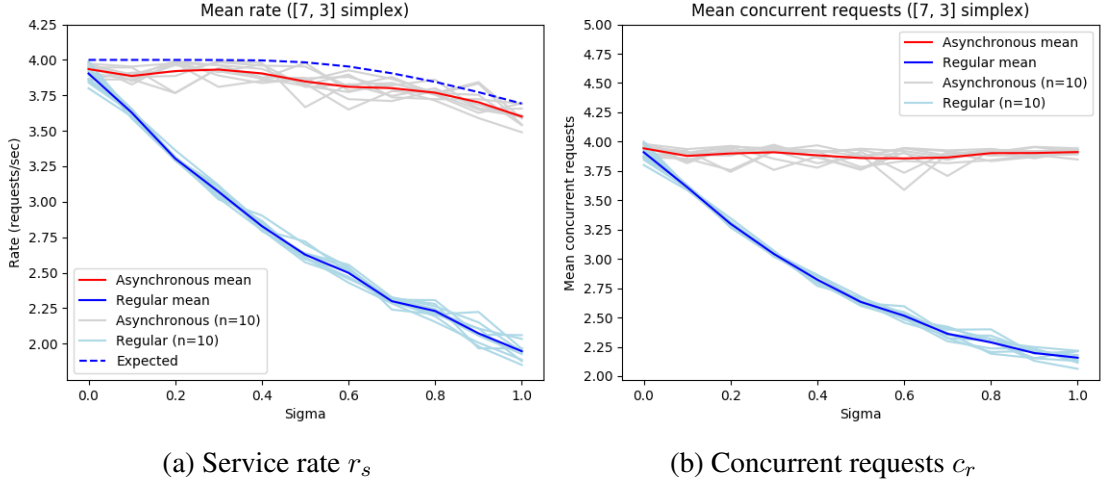 Mean rate ([7, 3] simplex)
4.25
4.00
3.75
3.50
3.25
3.00
2.75
2.50
2.25
2.00
Rate (requests/sec)
Asynchronous mean
Regular mean
Asynchronous (n=10)
Regular (n=10)
Expected
0.0 0.2 0.4 0.6 0.8 1.0
Sigma
(a) Service rate r_s
Mean concurrent requests ([7, 3] simplex)
5.00
4.75
4.50
4.25
4.00
3.75
3.50
3.25
3.00
2.75
2.50
2.25
2.00
Mean concurrent requests
Asynchronous mean
Regular mean
Asynchronous (n=10)
Regular (n=10)
0.0 0.2 0.4 0.6 0.8 1.0
Sigma
(b) Concurrent requests c_r